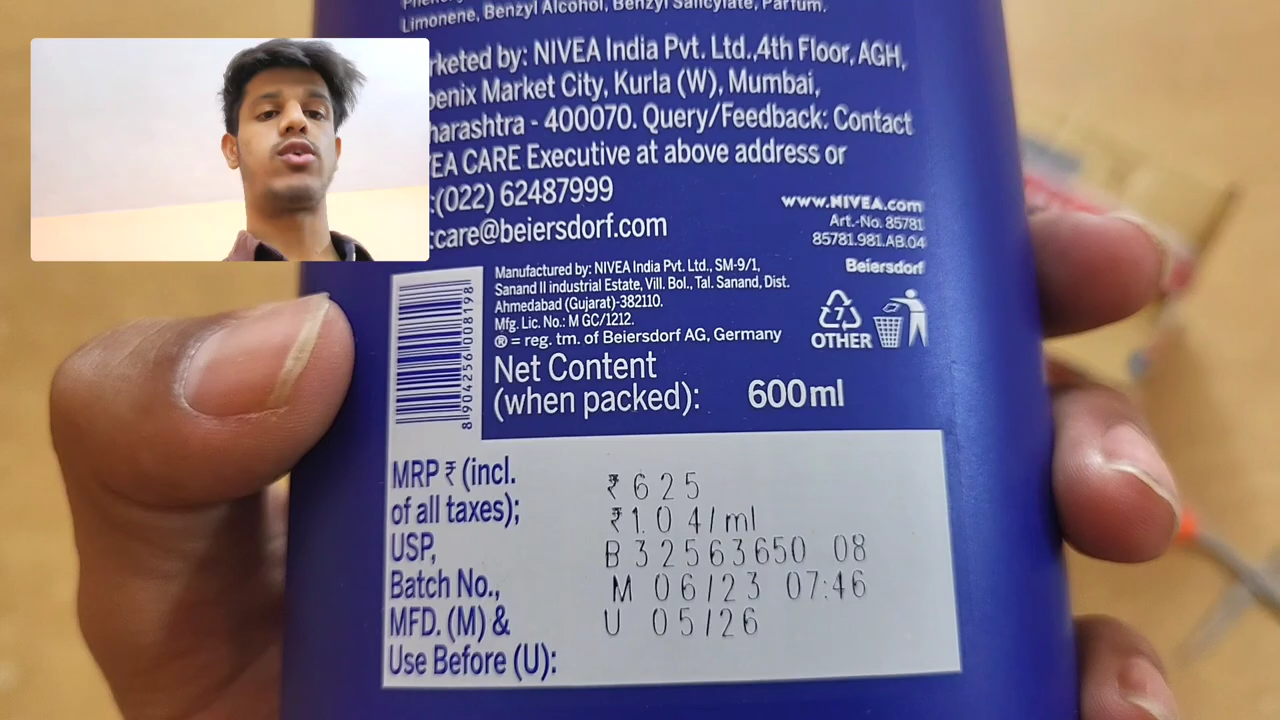 Limonene, Benzyl Alcohol, Benzyl Salicylate, Parfum.
rketed by: NIVEA India Pvt. Ltd.,4th Floor, AGH,
oenix Market City, Kurla (W), Mumbai,
harashtra - 400070. Query/Feedback: Contact
EA CARE Executive at above address or
:(022) 62487999
:care@beiersdorf.com
www.NIVEA.com
Art.-No. 85781
85781.981.AB.04
Beiersdorf
Manufactured by: NIVEA India Pvt. Ltd., SM-9/1,
Sanand II industrial Estate, Vill. Bol., Tal. Sanand, Dist.
Ahmedabad (Gujarat)-382110.
Mfg. Lic. No.: M GC/1212.
® = reg. tm. of Beiersdorf AG, Germany
7
OTHER
8904256008198
Net Content
(when packed): 600ml
MRP ₹ (incl.
of all taxes);
USP,
Batch No.,
MFD. (M) &
Use Before (U):
₹625
₹1.04/ml
B 32563650 08
M 06/23 07:46
U 05/26